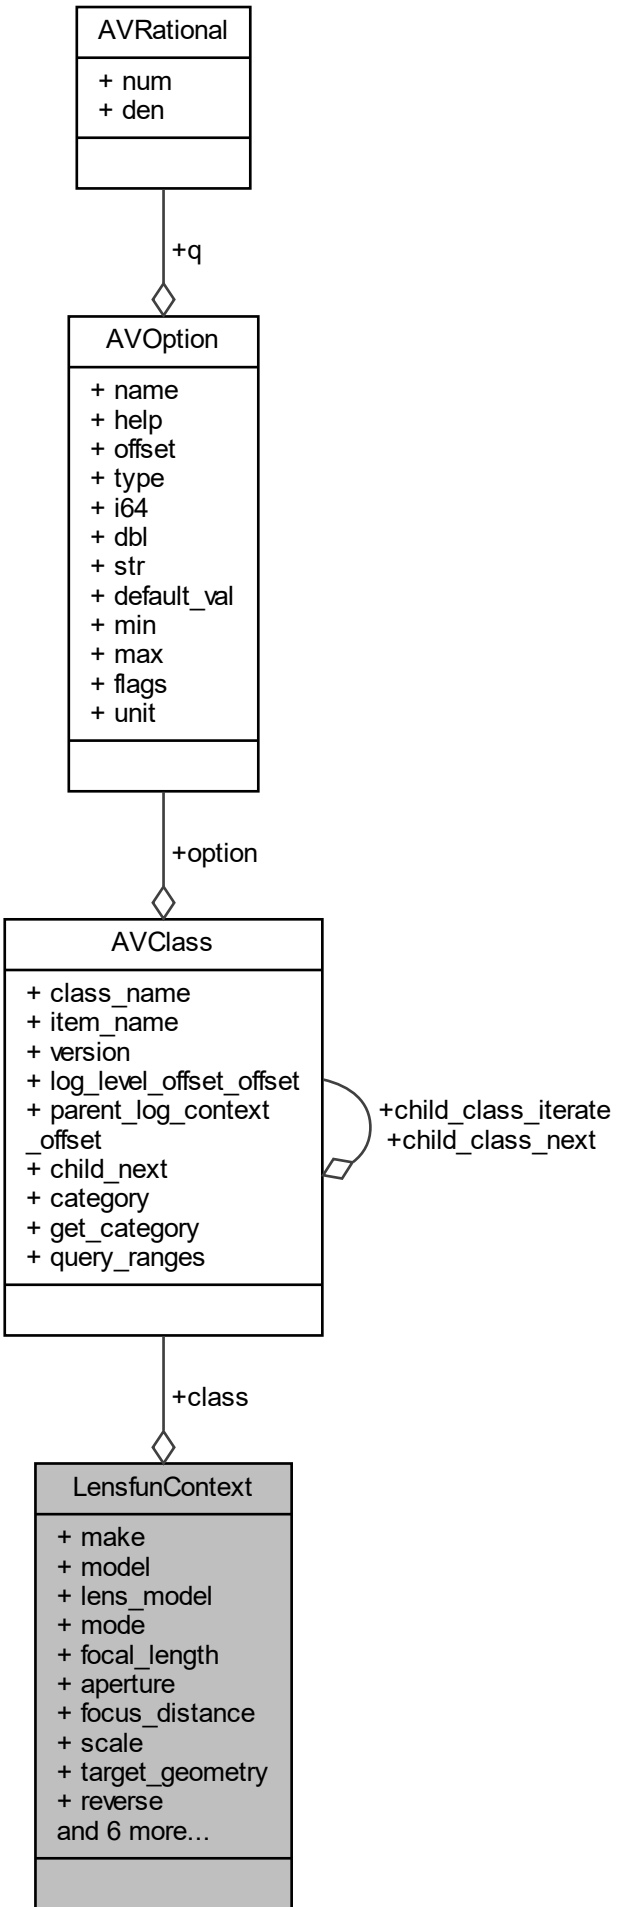 AVRational
+ num
+ den
+q
AVOption
+ name
+ help
+ offset
+ type
+ i64
+ dbl
+ str
+ default_val
+ min
+ max
+ flags
+ unit
+option
AVClass
+ class_name
+ item_name
+ version
+ log_level_offset_offset
+ parent_log_context
_offset
+ child_next
+ category
+ get_category
+ query_ranges
+child_class_iterate
+child_class_next
+class
LensfunContext
+ make
+ model
+ lens_model
+ mode
+ focal_length
+ aperture
+ focus_distance
+ scale
+ target_geometry
+ reverse
and 6 more...